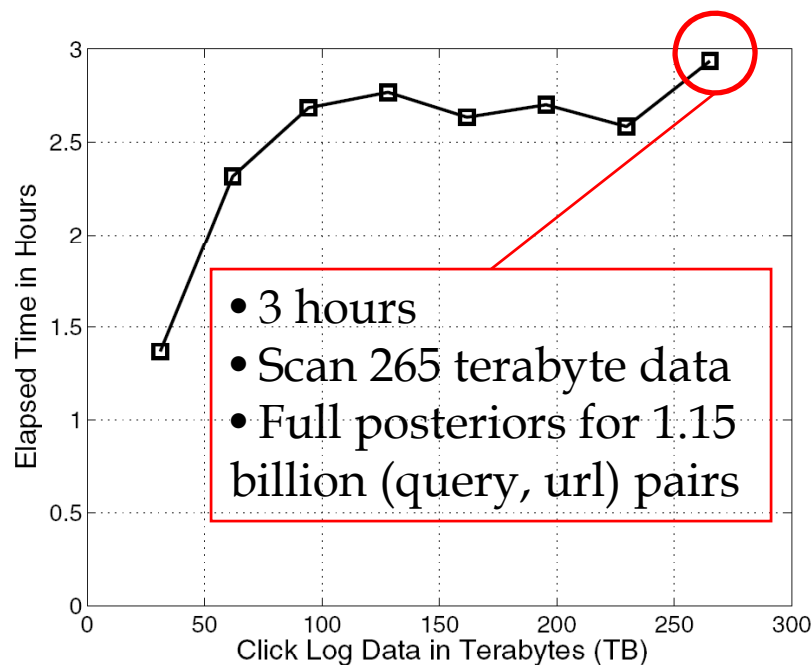 3
2.5
2
1.5
1
0.5
0
Elapsed Time in Hours
• 3 hours
• Scan 265 terabyte data
• Full posteriors for 1.15
billion (query, url) pairs
0 50 100 150 200 250 300
Click Log Data in Terabytes (TB)